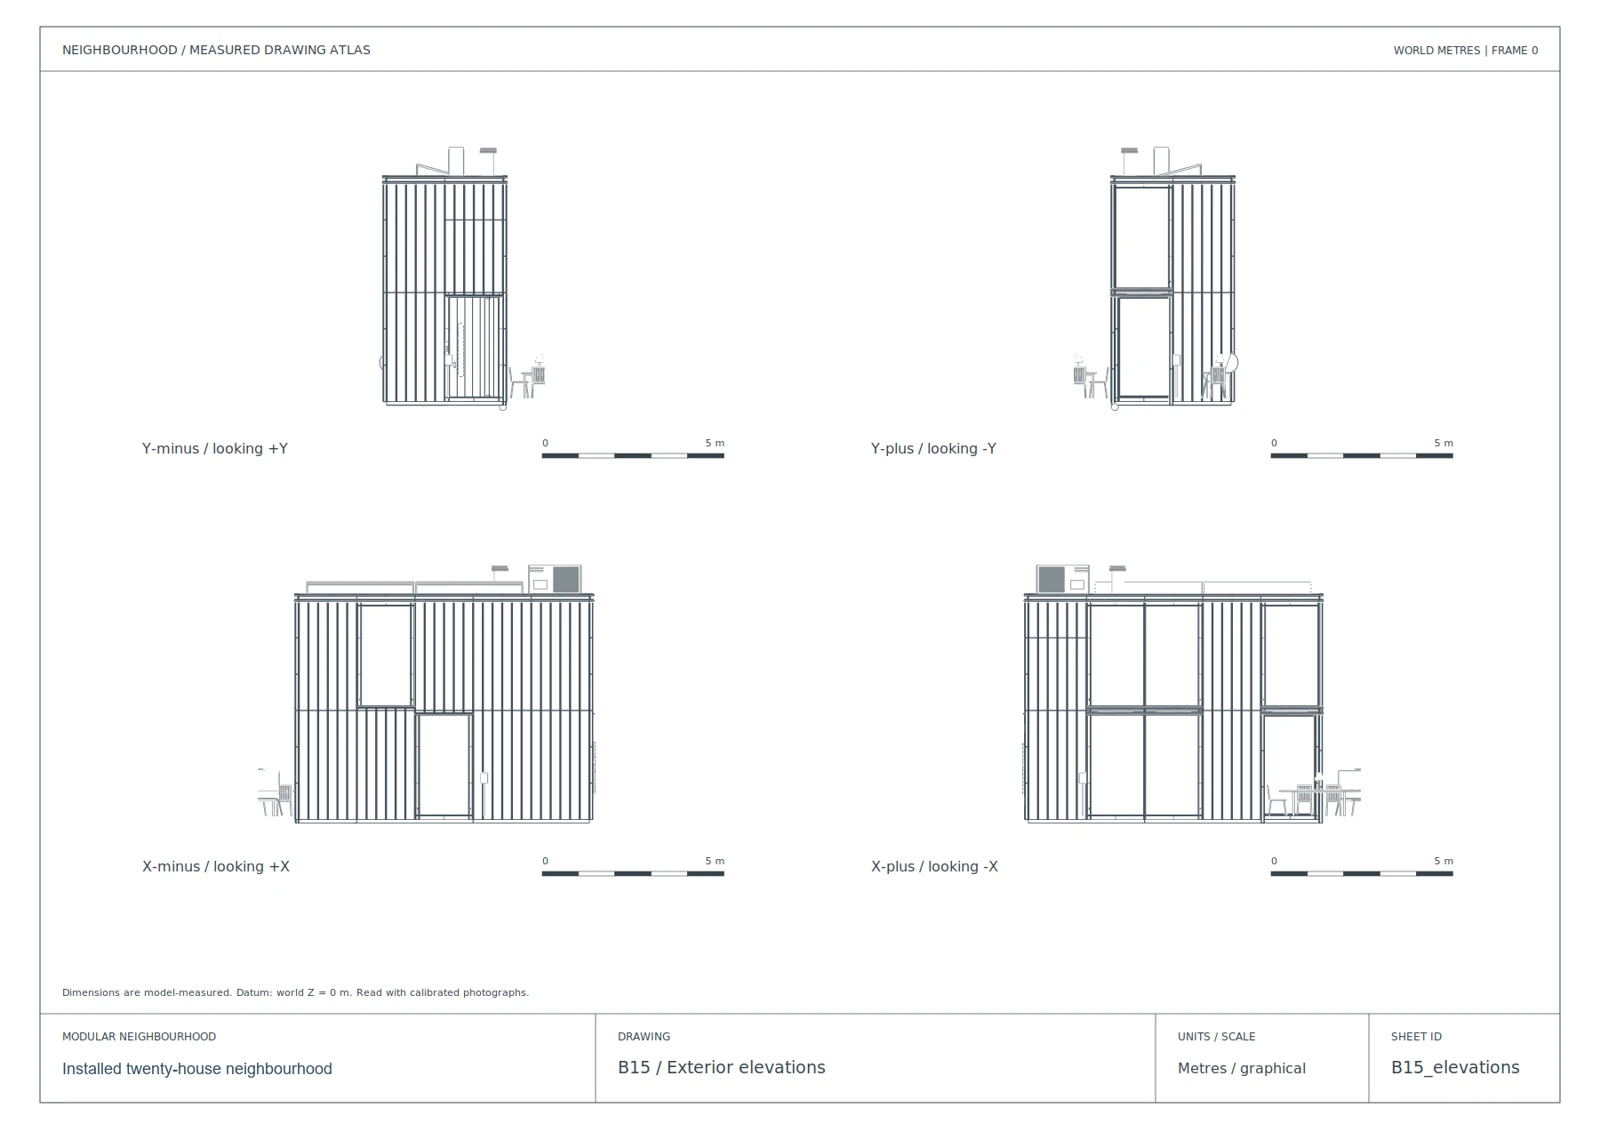 NEIGHBOURHOOD / MEASURED DRAWING ATLAS
WORLD METRES | FRAME 0
Y-minus / looking +Y
0
5 m
Y-plus / looking -Y
0
5 m
X-minus / looking +X
0
5 m
X-plus / looking -X
0
5 m
Dimensions are model-measured. Datum: world Z = 0 m. Read with calibrated photographs.
MODULAR NEIGHBOURHOOD
Installed twenty-house neighbourhood
DRAWING
B15 / Exterior elevations
UNITS / SCALE
Metres / graphical
SHEET ID
B15_elevations